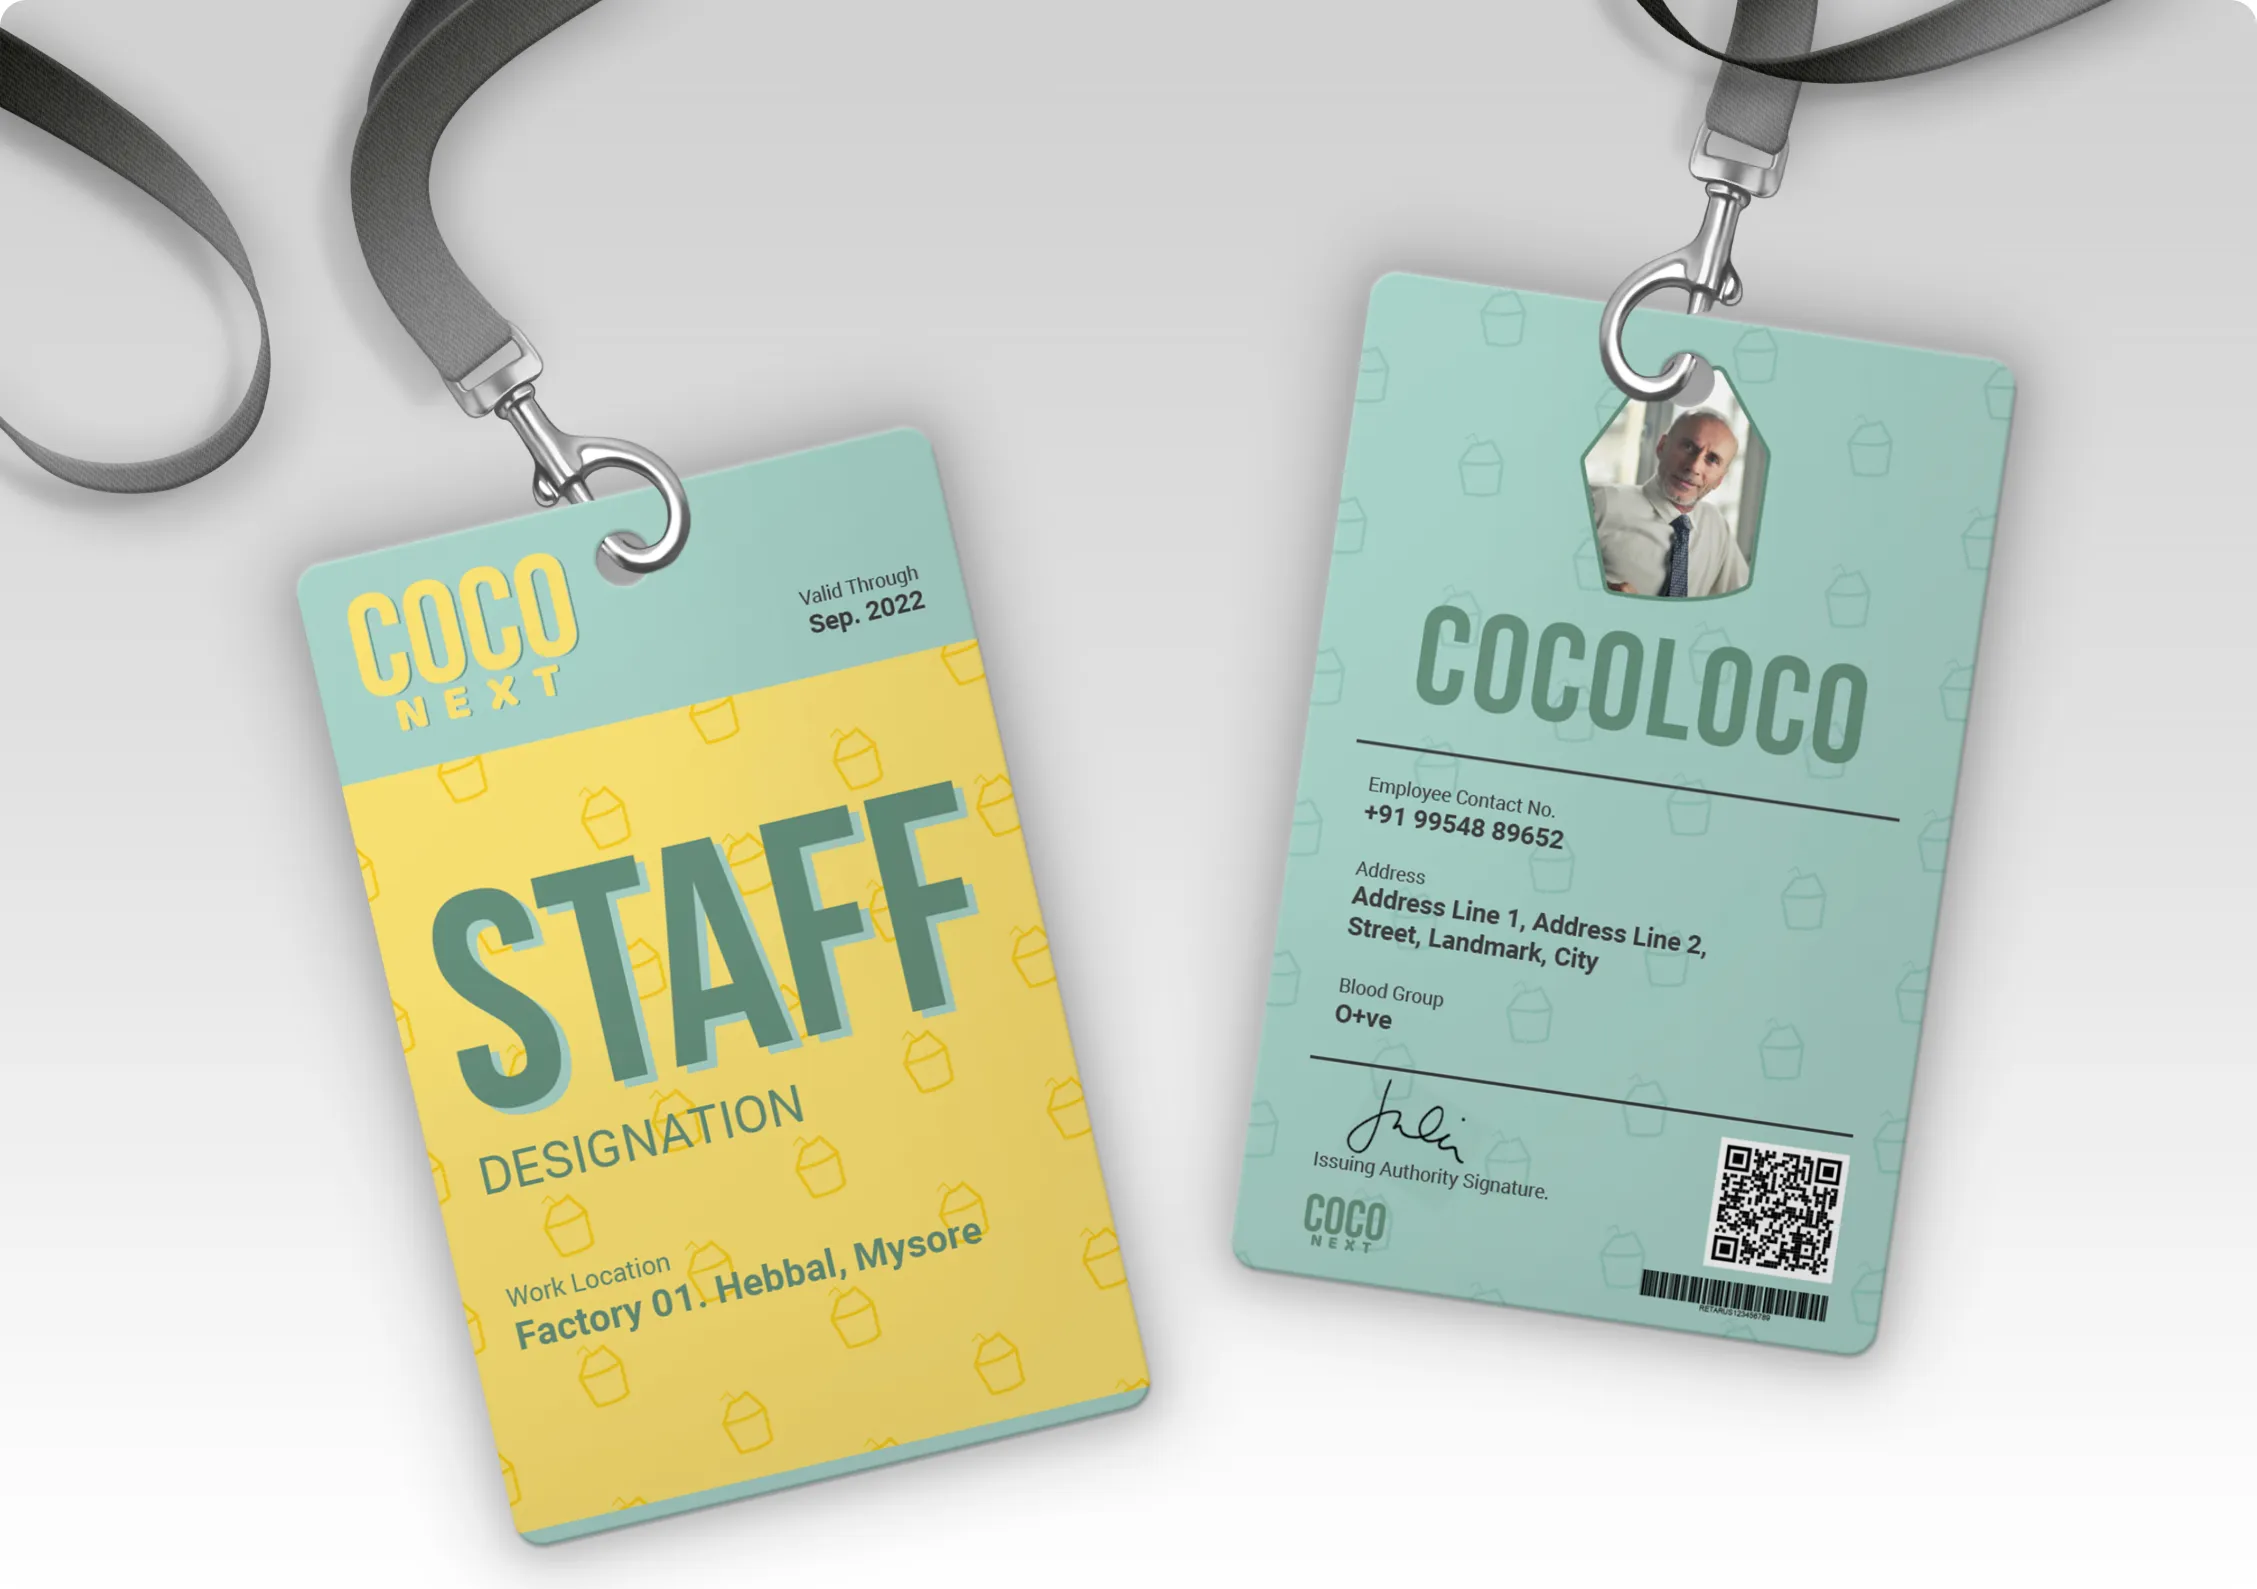 COCO
NEXT
Valid Through
Sep. 2022
STAFF
DESIGNATION
Work Location
Factory 01. Hebbal, Mysore
COCOLOCO
Employee Contact No.
+91 99548 89652
Address
Address Line 1, Address Line 2,
Street, Landmark, City
Blood Group
O+ve
Julia
Issuing Authority Signature.
COCO
NEXT
RETARUS123456789